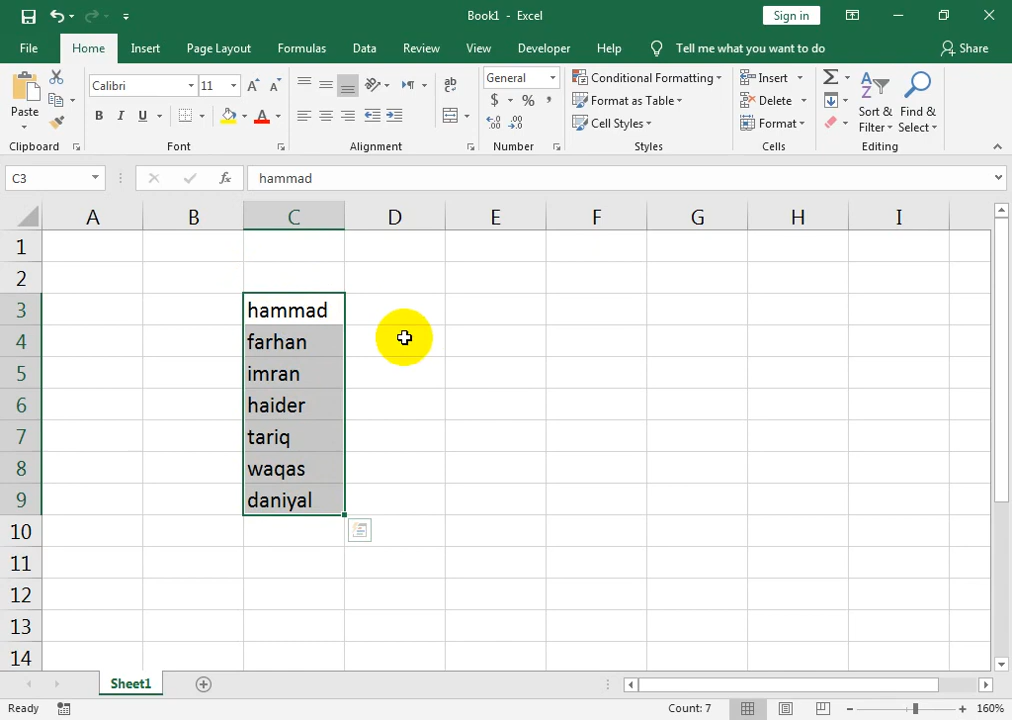 Book1 - Excel
Sign in
File Home Insert Page Layout Formulas Data Review View Developer Help Tell me what you want to do Share
Paste
Calibri 11
B I U
General
$ % ,
Conditional Formatting
Format as Table
Cell Styles
Insert
Delete
Format
Sort & Filter
Find & Select
Clipboard Font Alignment Number Styles Cells Editing
C3 fx hammad
A B C D E F G H I
1
2
3 hammad
4 farhan
5 imran
6 haider
7 tariq
8 waqas
9 daniyal
10
11
12
13
14
Sheet1
Ready Count: 7 160%